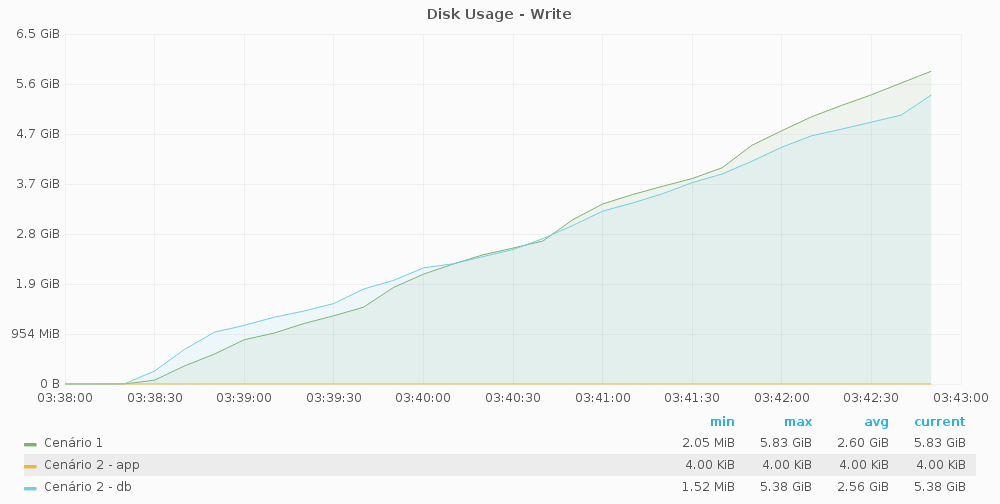 Disk Usage - Write
6.5 GiB
5.6 GiB
4.7 GiB
3.7 GiB
2.8 GiB
1.9 GiB
954 MiB
0 B
03:38:00 03:38:30 03:39:00 03:39:30 03:40:00 03:40:30 03:41:00 03:41:30 03:42:00 03:42:30 03:43:00
min max avg current
Cenário 1 2.05 MiB 5.83 GiB 2.60 GiB 5.83 GiB
Cenário 2 - app 4.00 KiB 4.00 KiB 4.00 KiB 4.00 KiB
Cenário 2 - db 1.52 MiB 5.38 GiB 2.56 GiB 5.38 GiB